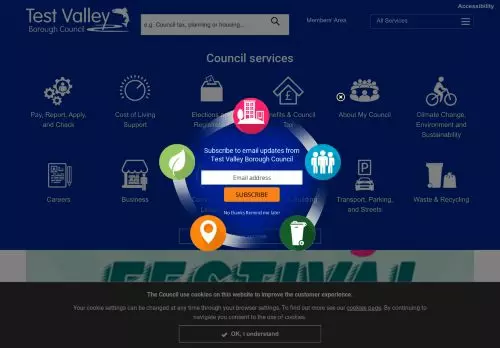 Accessibility
Test Valley
Borough Council
e.g. Council tax, planning or housing...
Members' Area
All Services
Council services
Pay, Report, Apply,
and Check
Cost of Living
Support
Elections
Benefits & Council
Tax
About My Council
Climate Change,
Environment and
Sustainability
Subscribe to email updates from
Test Valley Borough Council
Email address
SUBSCRIBE
No thanks Remind me later
Careers
Business
Transport, Parking,
and Streets
Waste & Recycling
FESTIVAL
The Council use cookies on this website to improve the customer experience.
Your cookie settings can be changed at any time through your browser settings. To find out more see our cookies page. By continuing to
navigate you consent to the use of cookies.
OK, I understand